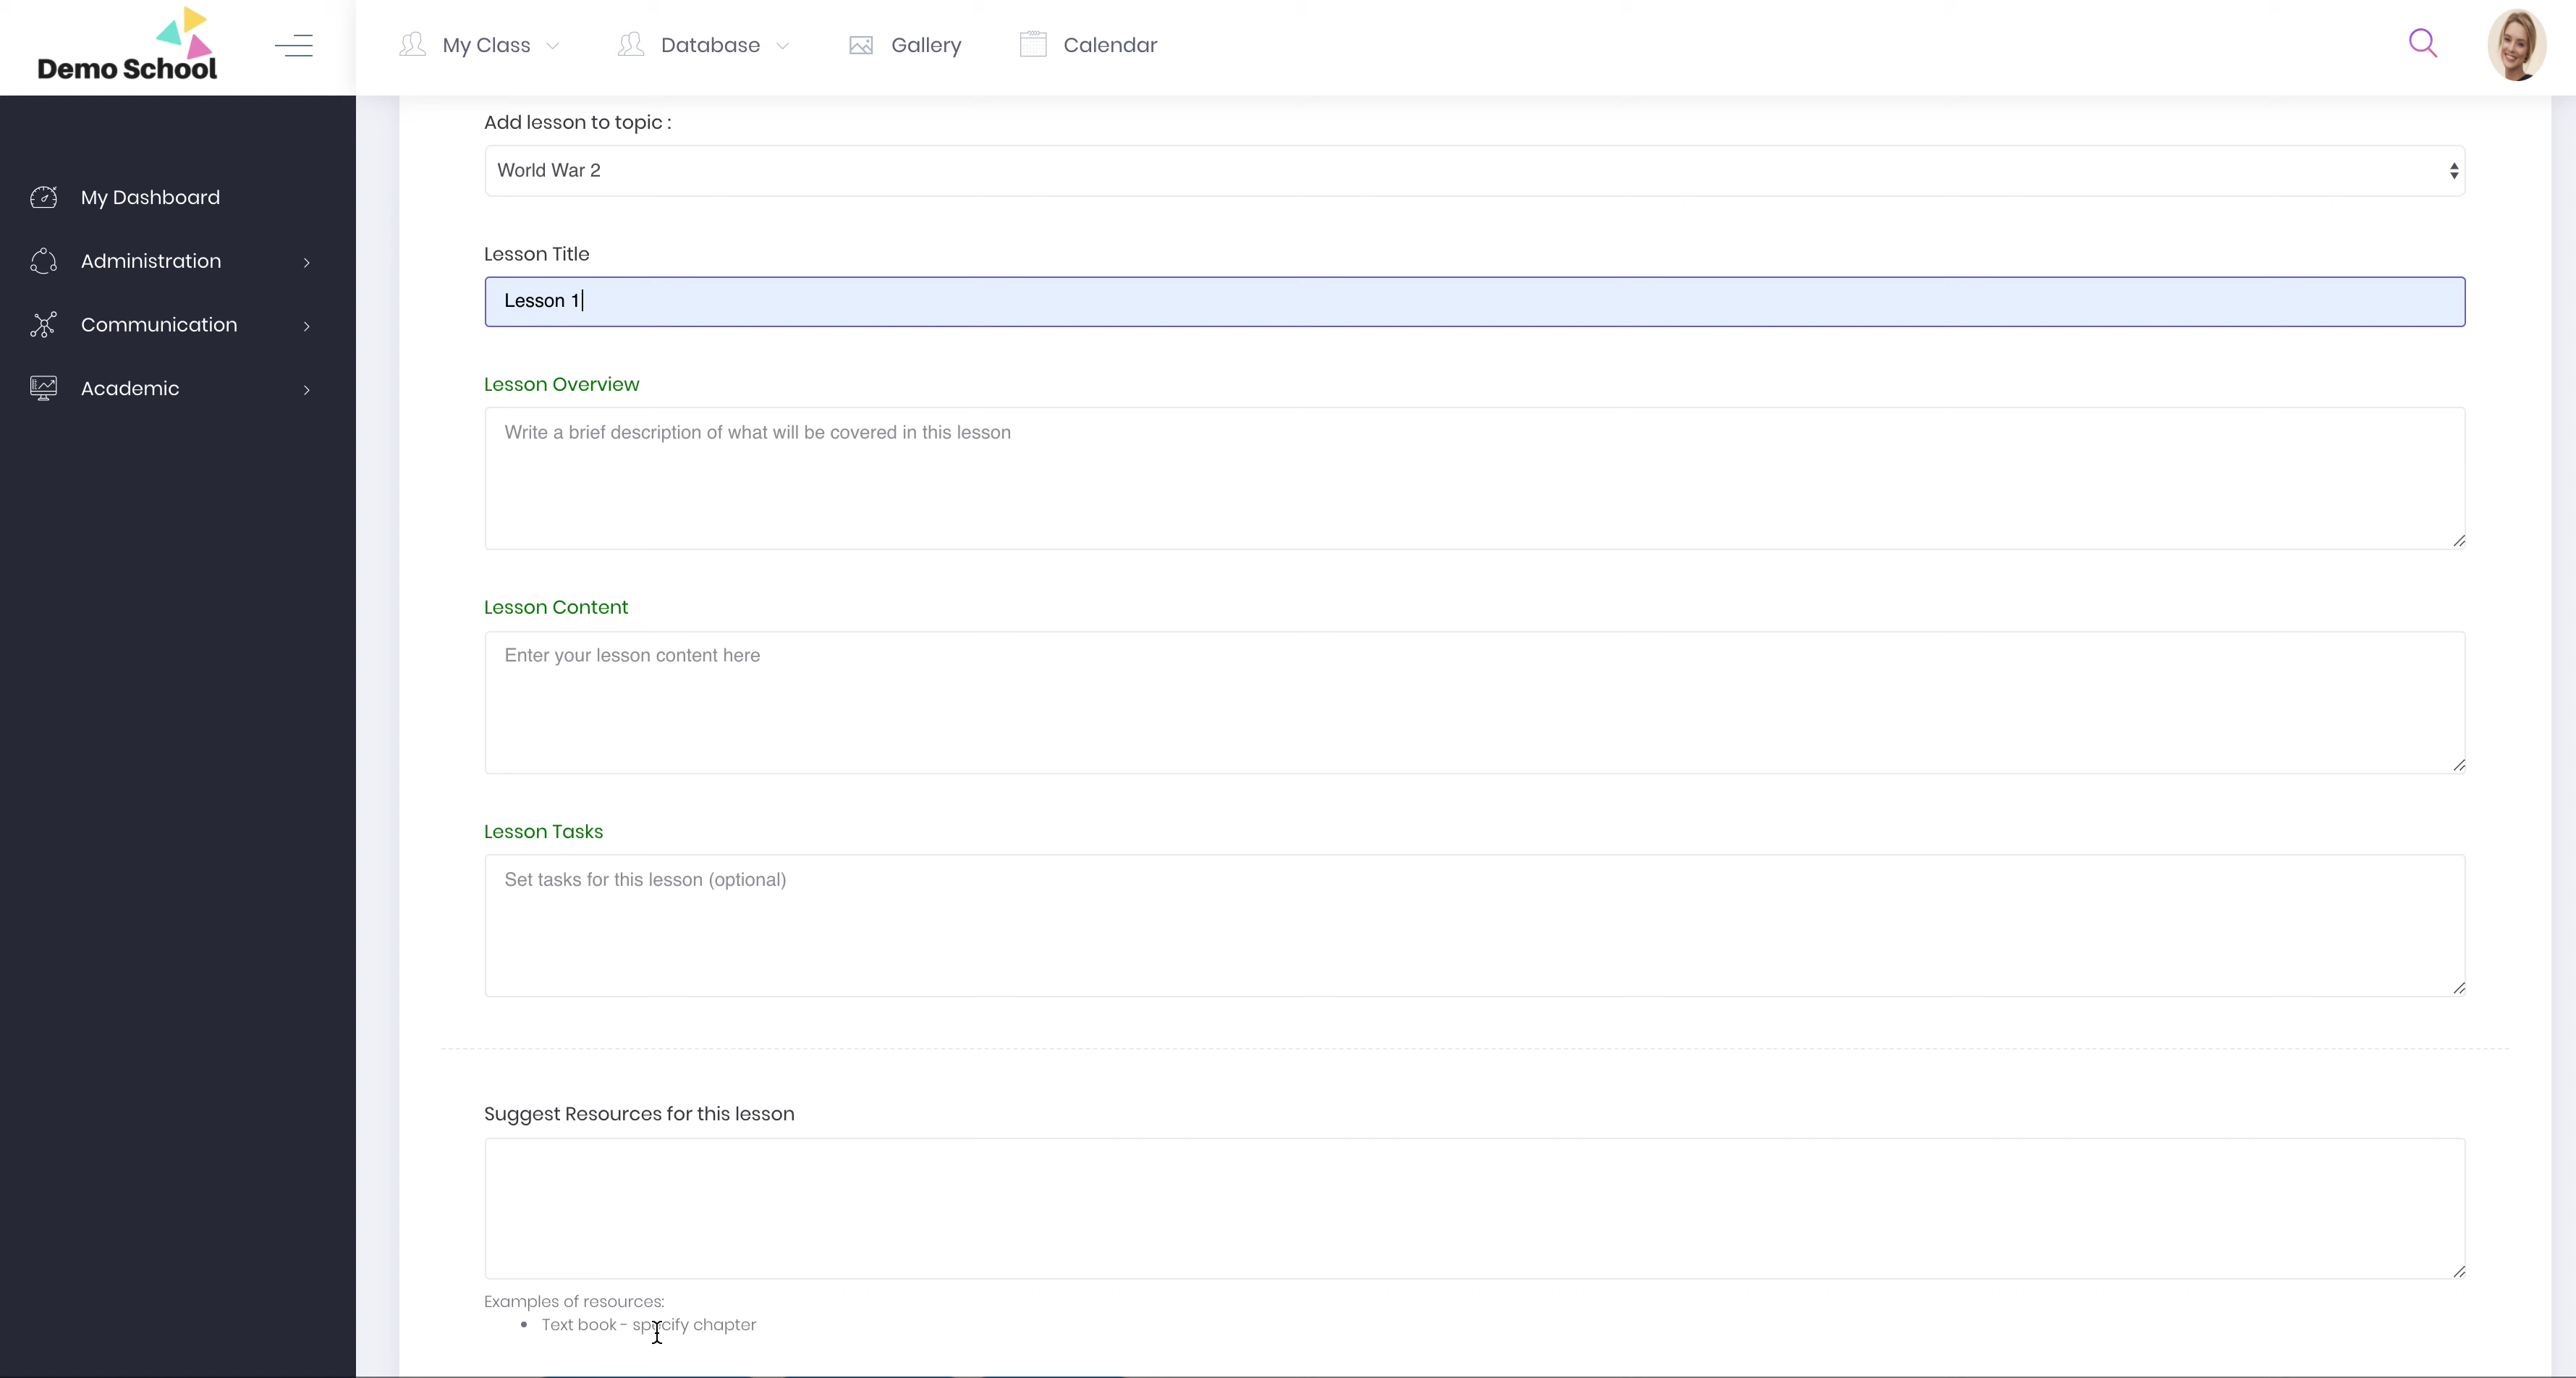 Demo School
My Class
Database
Gallery
Calendar
My Dashboard
Administration
Communication
Academic
Add lesson to topic :
World War 2
Lesson Title
Lesson 1
Lesson Overview
Write a brief description of what will be covered in this lesson
Lesson Content
Enter your lesson content here
Lesson Tasks
Set tasks for this lesson (optional)
Suggest Resources for this lesson
Examples of resources:
• Text book - specify chapter